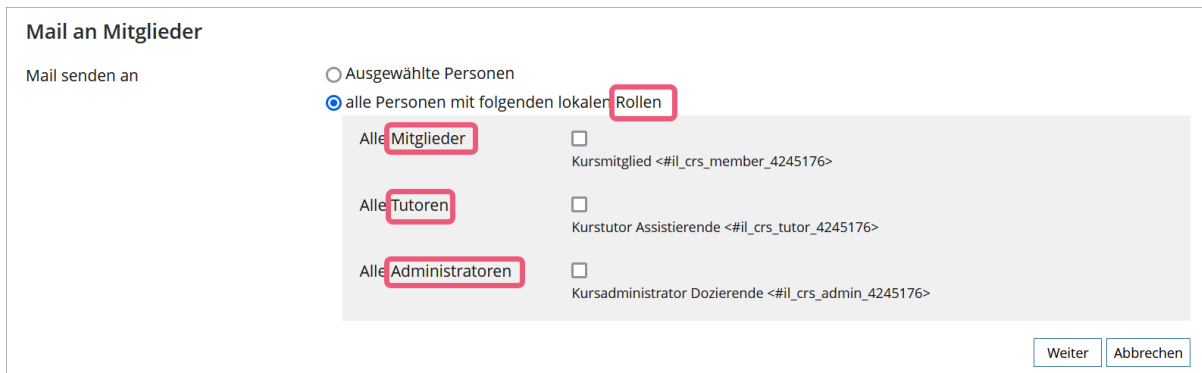 Mail an Mitglieder
Mail senden an
Ausgewählte Personen
alle Personen mit folgenden lokalen Rollen
Alle Mitglieder
Kursmitglied <#il_crs_member_4245176>
Alle Tutoren
Kurstutor Assistierende <#il_crs_tutor_4245176>
Alle Administratoren
Kursadministrator Dozierende <#il_crs_admin_4245176>
Weiter Abbrechen